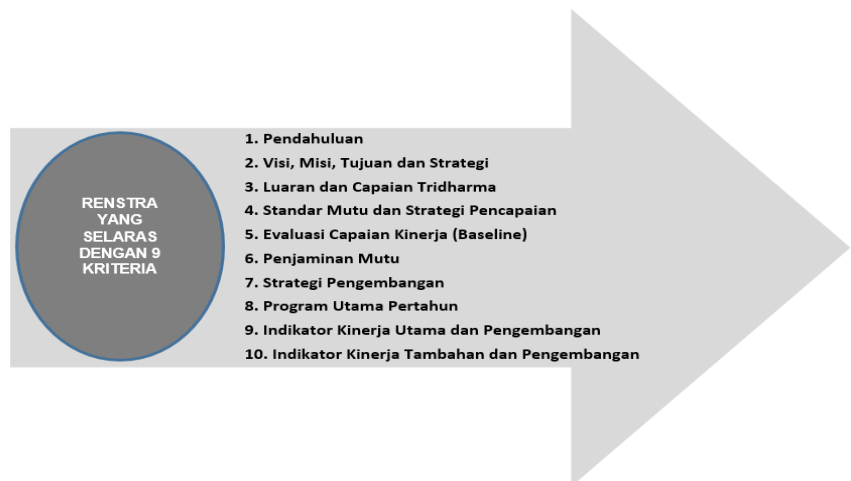 RENSTRA
YANG
SELARAS
DENGAN 9
KRITERIA
1. Pendahuluan
2. Visi, Misi, Tujuan dan Strategi
3. Luaran dan Capaian Tridharma
4. Standar Mutu dan Strategi Pencapaian
5. Evaluasi Capaian Kinerja (Baseline)
6. Penjaminan Mutu
7. Strategi Pengembangan
8. Program Utama Pertahun
9. Indikator Kinerja Utama dan Pengembangan
10. Indikator Kinerja Tambahan dan Pengembangan